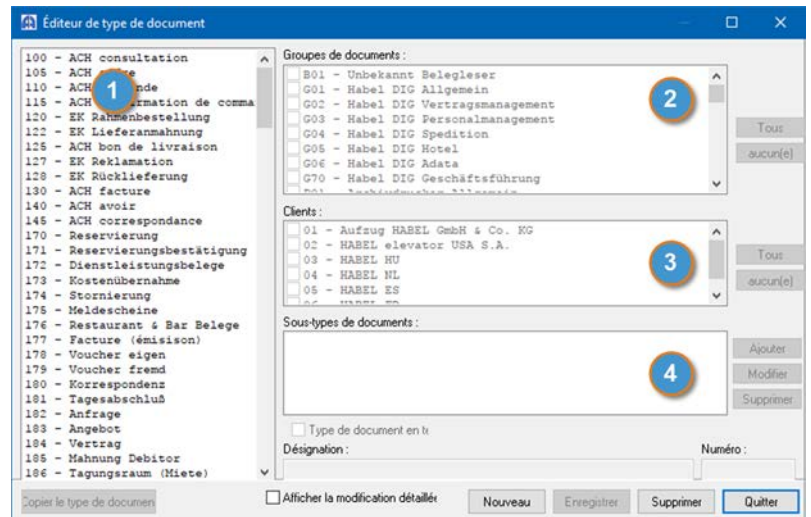 Éditeur de type de document
100 - ACH consultation
105 - ACH
110 - ACH
115 - ACH
120 - EK Rahmenbestellung
122 - EK Lieferanmahnung
125 - ACH bon de livraison
127 - EK Reklamation
128 - EK Rücklieferung
130 - ACH facture
140 - ACH avoir
145 - ACH correspondance
170 - Reservierung
171 - Reservierungsbestätigung
172 - Dienstleistungsbelege
173 - Kostenübernahme
174 - Stornierung
175 - Meldescheine
176 - Restaurant & Bar Belege
177 - Facture (émisison)
178 - Voucher eigen
179 - Voucher fremd
180 - Korrespondenz
181 - Tagesabschluß
182 - Anfrage
183 - Angebot
184 - Vertrag
185 - Mahnung Debitor
186 - Tagungsraum (Miete)
1
Groupes de documents :
B01 - Unbekannt Belegleser
G01 - Habel DIG Allgemein
G02 - Habel DIG Vertragsmanagement
G03 - Habel DIG Personalmanagement
G04 - Habel DIG Spedition
G05 - Habel DIG Hotel
G06 - Habel DIG Adata
G70 - Habel DIG Geschäftsführung
2
Tous
aucun(e)
Clients :
01 - Aufzug HABEL GmbH & Co. KG
02 - HABEL elevator USA S.A.
03 - HABEL HU
04 - HABEL NL
05 - HABEL ES
3
Tous
aucun(e)
Sous-types de documents :
4
Ajouter
Modifier
Supprimer
Type de document en
Désignation :
Numéro :
Copier le type de documen
Afficher la modification détaillée
Nouveau
Enregistrer
Supprimer
Quitter